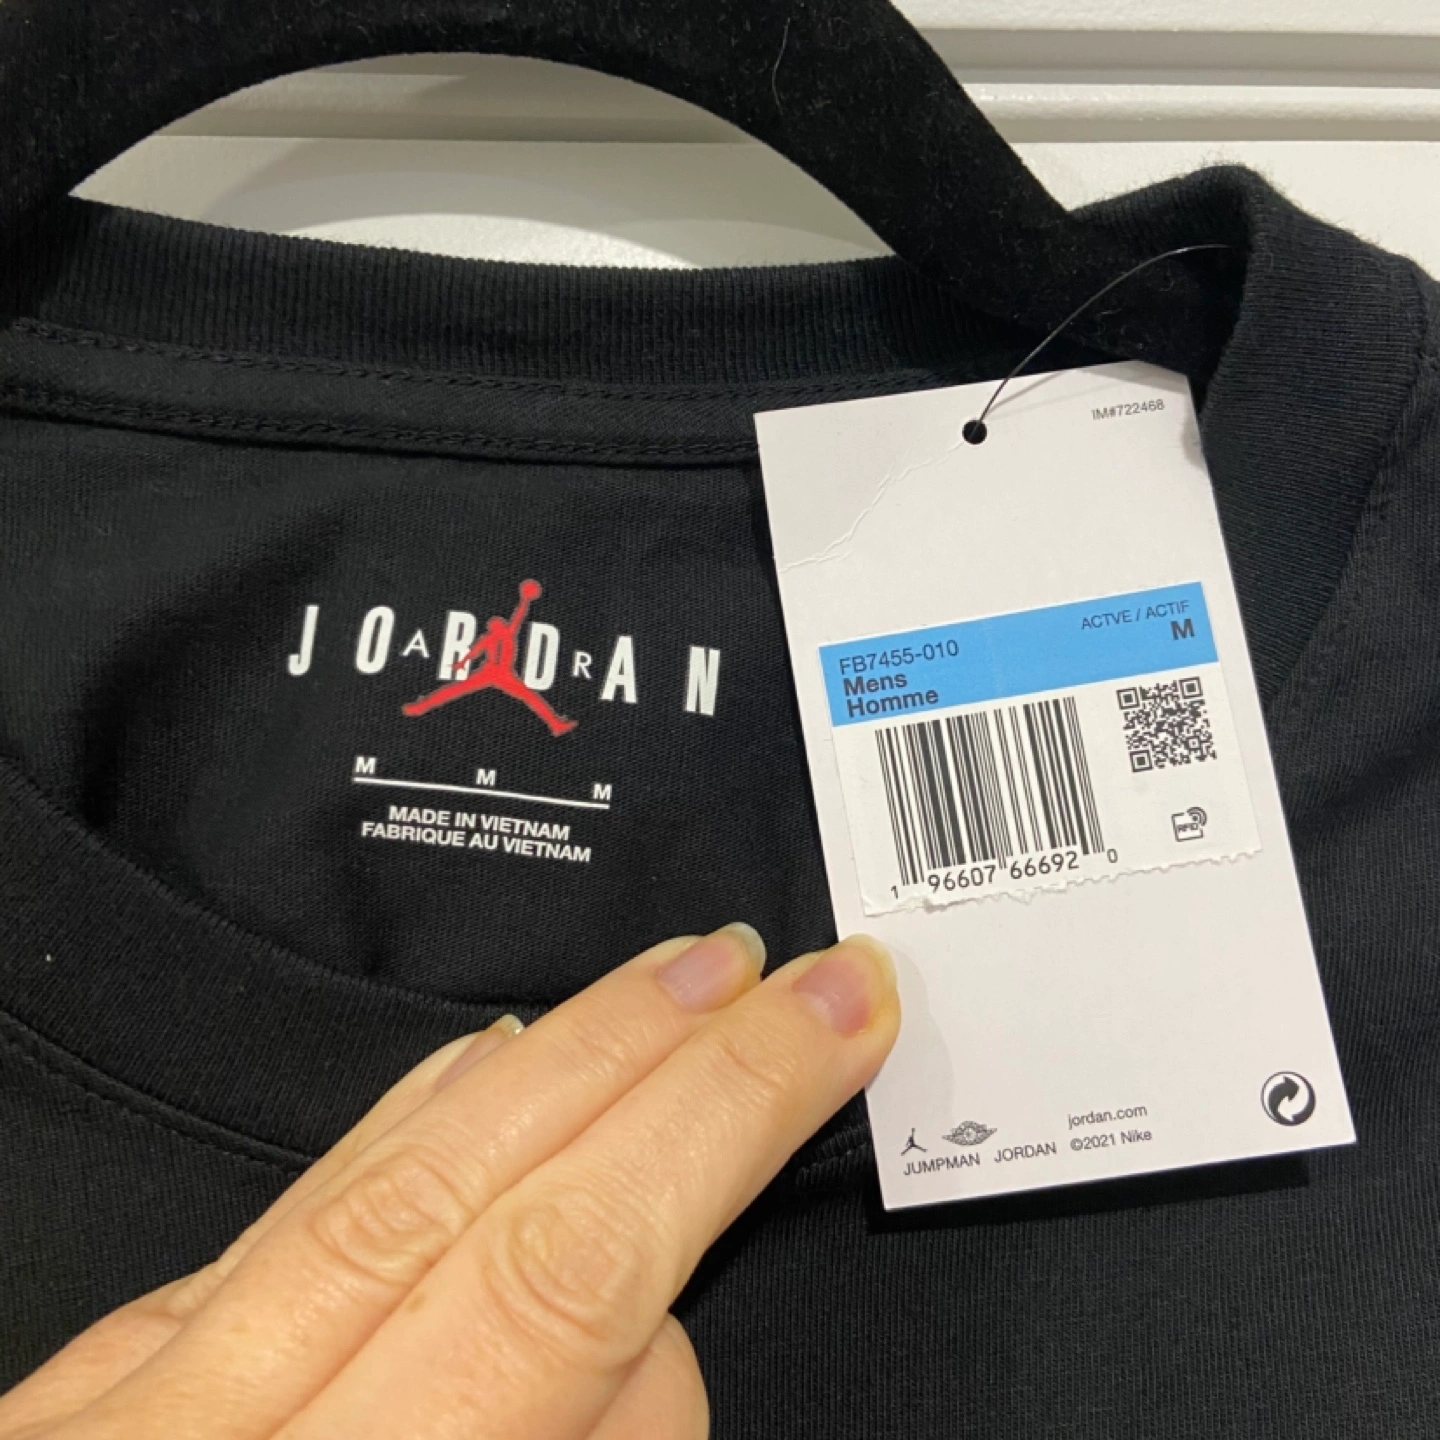 JORDAN
A R
M M M
MADE IN VIETNAM
FABRIQUE AU VIETNAM
IM#722468
ACTVE / ACTIF
M
FB7455-010
Mens
Homme
1 96607 66692 0
RFID
jordan.com
©2021 Nike
JUMPMAN JORDAN